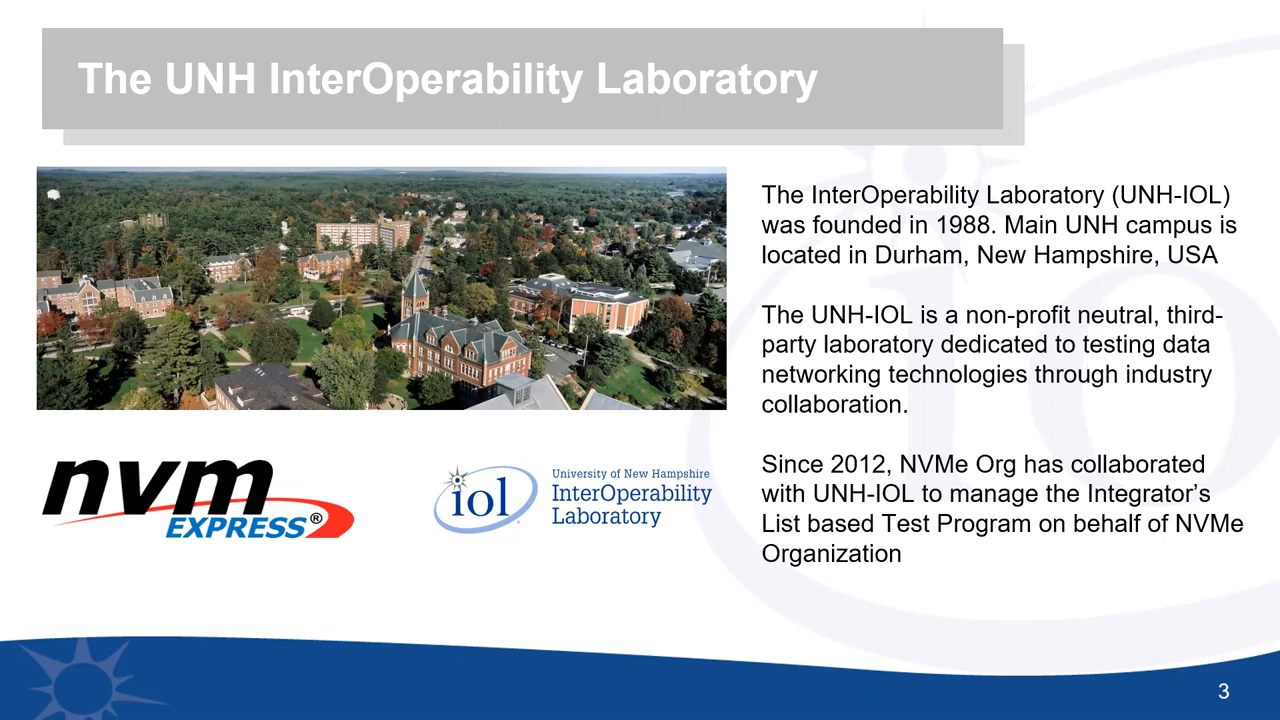 The UNH InterOperability Laboratory
The InterOperability Laboratory (UNH-IOL)
was founded in 1988. Main UNH campus is
located in Durham, New Hampshire, USA
The UNH-IOL is a non-profit neutral, third-
party laboratory dedicated to testing data
networking technologies through industry
collaboration.
Since 2012, NVMe Org has collaborated
with UNH-IOL to manage the Integrator’s
List based Test Program on behalf of NVMe
Organization
nvm
EXPRESS®
iol
University of New Hampshire
InterOperability
Laboratory
3